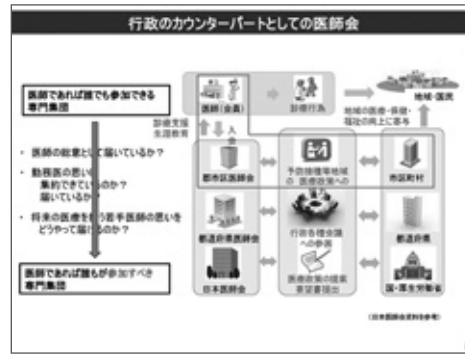 行政のカウンターパートとしての医師会
医師であれば誰でも参加できる
専門集団
・ 医師の総意として届いているか？
・ 勤務医の思いを
集約できているのか？
届いているか？
・ 将来の医療を担う若手医師の思いを
どうやって届けるのか？
医師であれば誰もが参加すべき
専門集団
医師(会員)
診療行為
地域・国民
診療支援
生涯教育
入会
地域の医療・保健・
福祉の向上に寄与
都市区医師会
予防接種等地域
の 医療政策への
市区町村
都道府県医師会
行政各種会議
への参画
都道府県
日本医師会
医療政策の提案
要望書提出
国・厚生労働省
(日本医師会資料を参考)